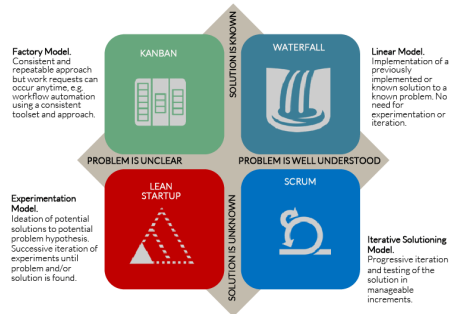 Factory Model.
Consistent and
repeatable approach
but work requests can
occur anytime, e.g.
workflow automation
using a consistent
toolset and approach.
KANBAN
SOLUTION IS KNOWN
WATERFALL
Linear Model.
Implementation of a
previously
implemented or
known solution to a
known problem. No
need for
experimentation or
iteration.
PROBLEM IS UNCLEAR
PROBLEM IS WELL UNDERSTOOD
Experimentation
Model.
Ideation of potential
solutions to potential
problem hypothesis.
Successive iteration of
experiments until
problem and/or
solution is found.
LEAN
STARTUP
SOLUTION IS UNKNOWN
SCRUM
Iterative Solutioning
Model.
Progressive iteration
and testing of the
solution in
manageable
increments.